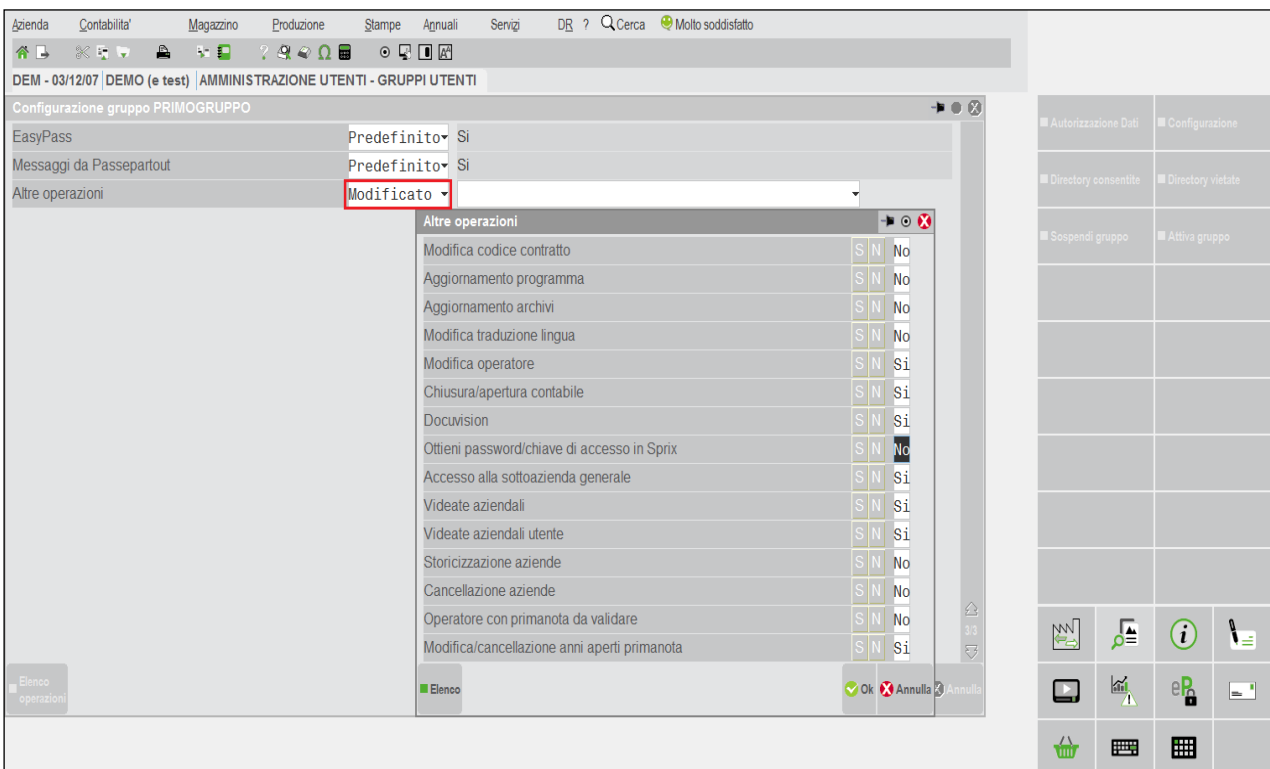 Azienda Contabilita' Magazzino Produzione Stampe Annuali Servizi DR ? Cerca Molto soddisfatto
DEM - 03/12/07 DEMO (e test) AMMINISTRAZIONE UTENTI - GRUPPI UTENTI
Configurazione gruppo PRIMOGRUPPO
EasyPass Predefinito Si
Messaggi da Passepartout Predefinito Si
Altre operazioni Modificato
Altre operazioni
Modifica codice contratto S N No
Aggiornamento programma S N No
Aggiornamento archivi S N No
Modifica traduzione lingua S N No
Modifica operatore S N Si
Chiusura/apertura contabile S N Si
Docuvision S N Si
Ottieni password/chiave di accesso in Sprix S N No
Accesso alla sottoazienda generale S N Si
Videate aziendali S N Si
Videate aziendali utente S N Si
Storicizzazione aziende S N No
Cancellazione aziende S N No
Operatore con primanota da validare S N No
Modifica/cancellazione anni aperti primanota S N Si
3/3
Elenco operazioni
Elenco Ok Annulla Annulla
Autorizzazione Dati Configurazione
Directory consentite Directory vietate
Sospendi gruppo Attiva gruppo